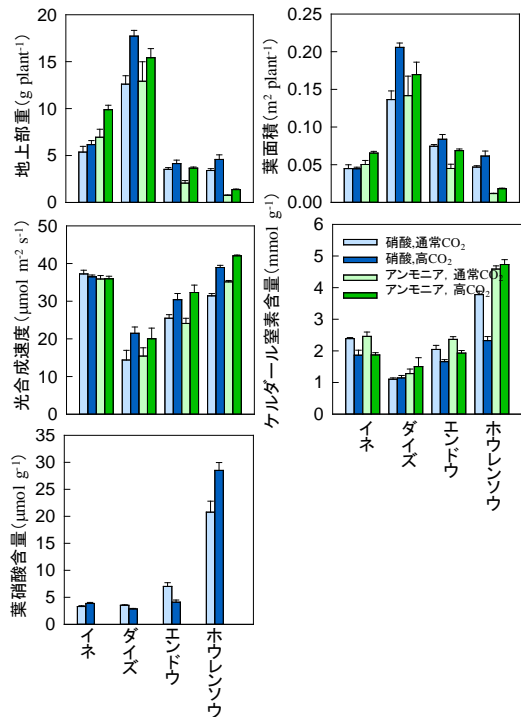 地上部重(g plant-1)
20
15
10
5
0
葉面積(m2 plant-1)
0.25
0.20
0.15
0.10
0.05
0.00
光合成速度(μmol m-2 s-1)
50
40
30
20
10
0
ケルダール窒素含量(mmol g-1)
6
5
4
3
2
1
0
硝酸,通常CO2
硝酸,高CO2
アンモニア,通常CO2
アンモニア,高CO2
イネ
ダイズ
エンドウ
ホウレンソウ
葉硝酸含量(μmol g-1)
35
30
25
20
15
10
5
0
イネ
ダイズ
エンドウ
ホウレンソウ